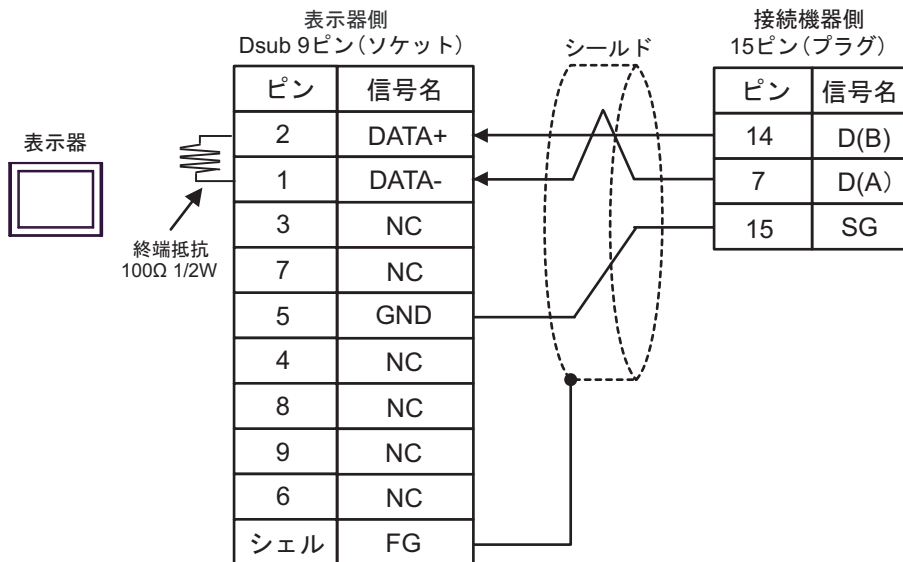 表示器側
Dsub 9ピン(ソケット)
シールド
接続機器側
15ピン(プラグ)
表示器
終端抵抗
100Ω 1/2W
ピン 信号名
2 DATA+
1 DATA-
3 NC
7 NC
5 GND
4 NC
8 NC
9 NC
6 NC
シェル FG
ピン 信号名
14 D(B)
7 D(A)
15 SG